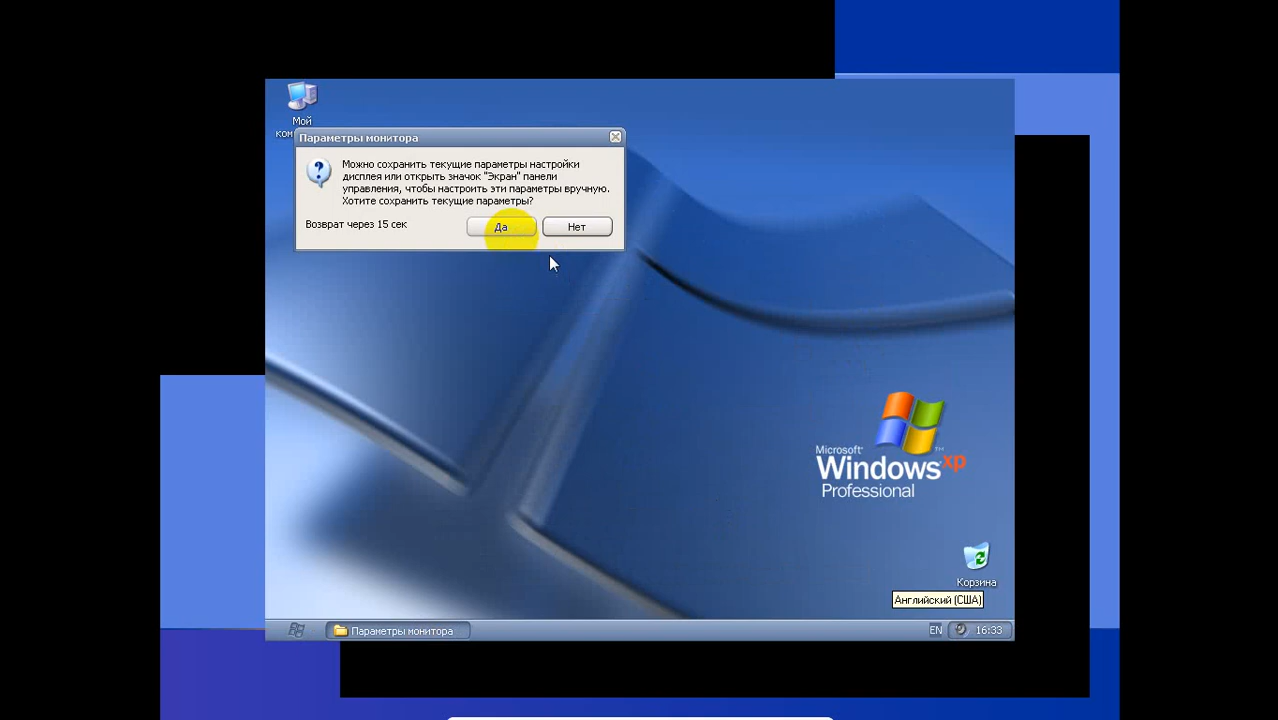 Мой
ком
Параметры монитора
Можно сохранить текущие параметры настройки
дисплея или открыть значок "Экран" панели
управления, чтобы настроить эти параметры вручную.
Хотите сохранить текущие параметры?
Возврат через 15 сек
Да
Нет
Microsoft
Windows xp
Professional
Корзина
Английский (США)
Параметры монитора
EN
16:33